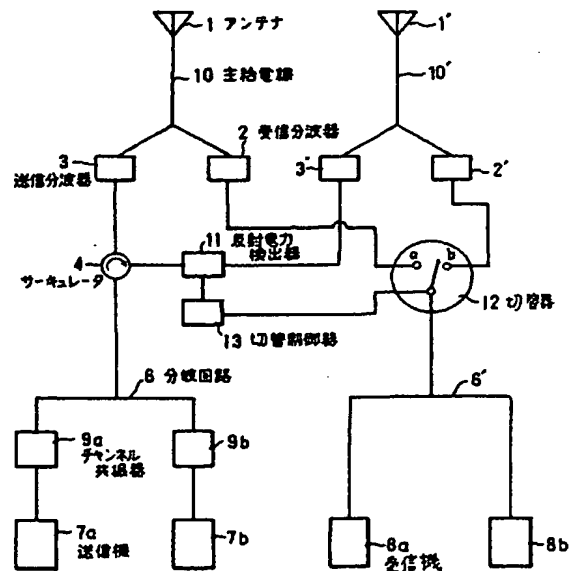 1 アンテナ
1′
10 主給電線
10′
2 受信分波器
3
送信分波器
3′
2′
11 反射電力
検出器
4
サーキュレータ
a
b
12 切替器
13 切替制御器
6 分岐回路
6′
9a
チャンネル
共振器
9b
7a
送信機
7b
8a
受信機
8b